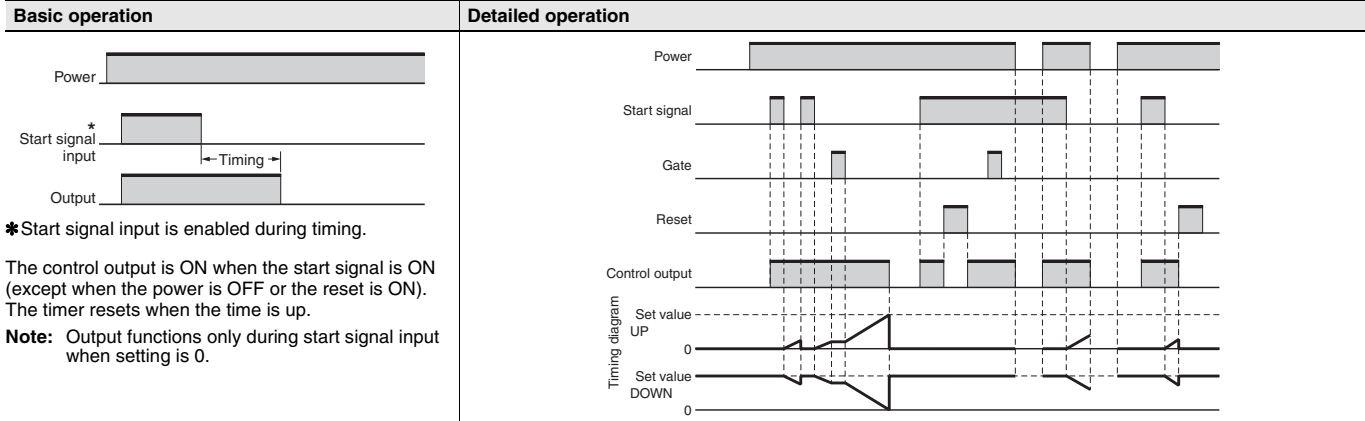 Basic operation
Power
*
Start signal
input
Timing
Output
✱Start signal input is enabled during timing.
The control output is ON when the start signal is ON
(except when the power is OFF or the reset is ON).
The timer resets when the time is up.
Note: Output functions only during start signal input
when setting is 0.
Detailed operation
Power
Start signal
Gate
Reset
Control output
Timing diagram
Set value
UP
0
Set value
DOWN
0